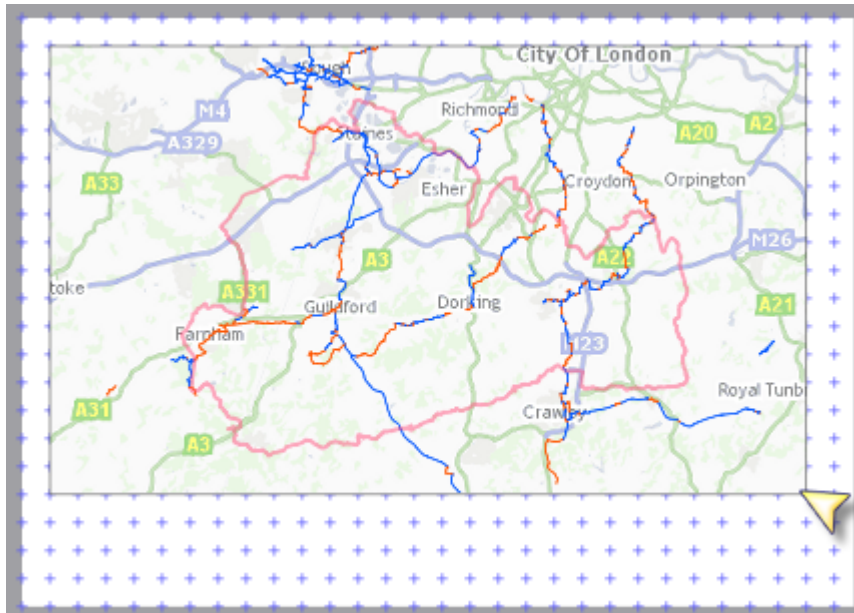 City Of London
Richmond
M4
A329
Staines
A20
A2
A33
Esher
Croydon
Orpington
M26
A3
A22
toke
A331
Guildford
Dorking
A21
Farnham
M23
Royal Tunb
A31
Crawley
A3